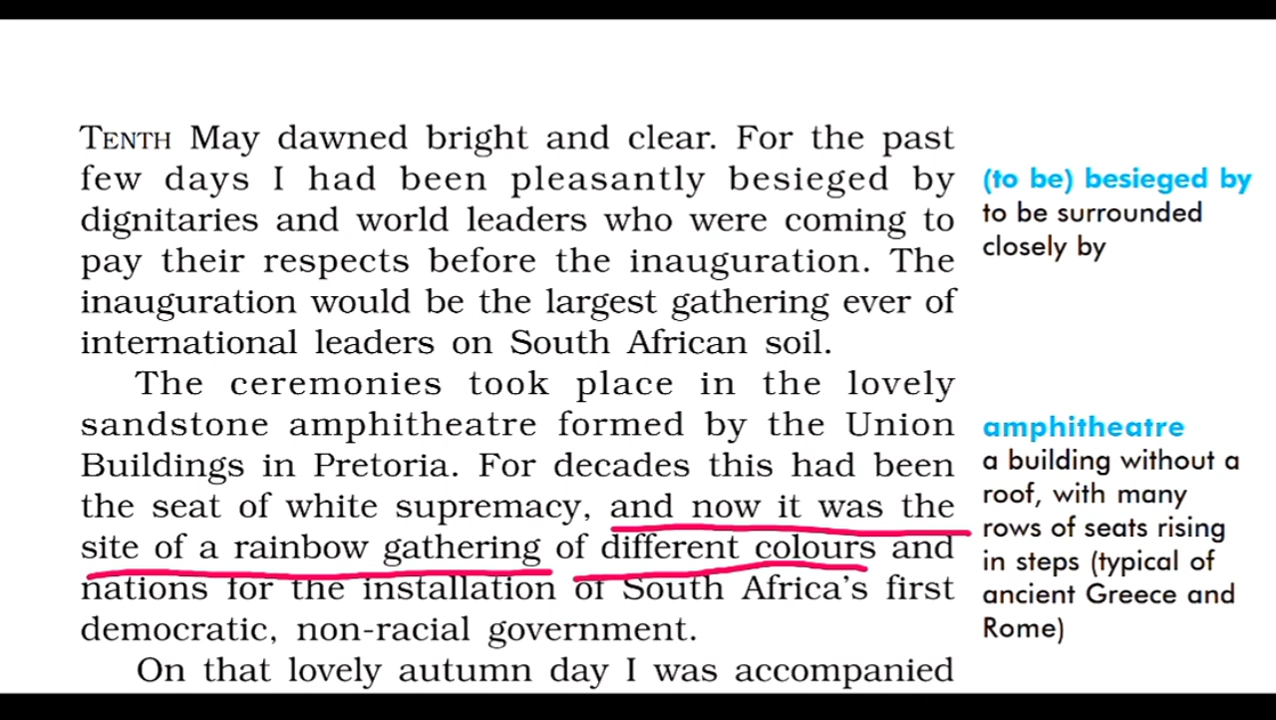 TENTH May dawned bright and clear. For the past
few days I had been pleasantly besieged by
dignitaries and world leaders who were coming to
pay their respects before the inauguration. The
inauguration would be the largest gathering ever of
international leaders on South African soil.
The ceremonies took place in the lovely
sandstone amphitheatre formed by the Union
Buildings in Pretoria. For decades this had been
the seat of white supremacy, and now it was the
site of a rainbow gathering of different colours and
nations for the installation of South Africa's first
democratic, non-racial government.
On that lovely autumn day I was accompanied
(to be) besieged by
to be surrounded
closely by
amphitheatre
a building without a
roof, with many
rows of seats rising
in steps (typical of
ancient Greece and
Rome)